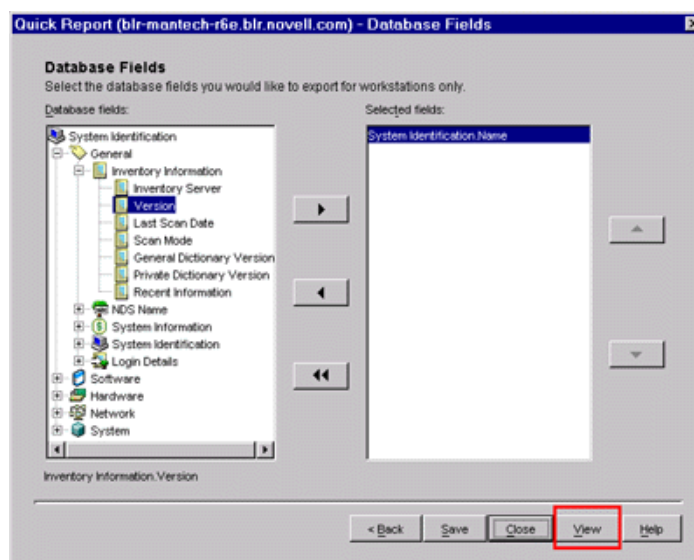 Quick Report (blr-mantech-r6e.blr.novell.com) - Database Fields
Database Fields
Select the database fields you would like to export for workstations only.
Database fields:
Selected fields:
System Identification
General
Inventory Information
Inventory Server
Version
Last Scan Date
Scan Mode
General Dictionary Version
Private Dictionary Version
Recent Information
NDS Name
System Information
System Identification
Login Details
Software
Hardware
Network
System
System Identification.Name
Inventory Information.Version
< Back
Save
Close
View
Help